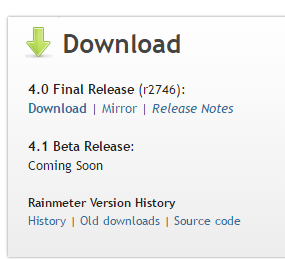 Download
4.0 Final Release (r2746):
Download | Mirror | Release Notes
4.1 Beta Release:
Coming Soon
Rainmeter Version History
History | Old downloads | Source code